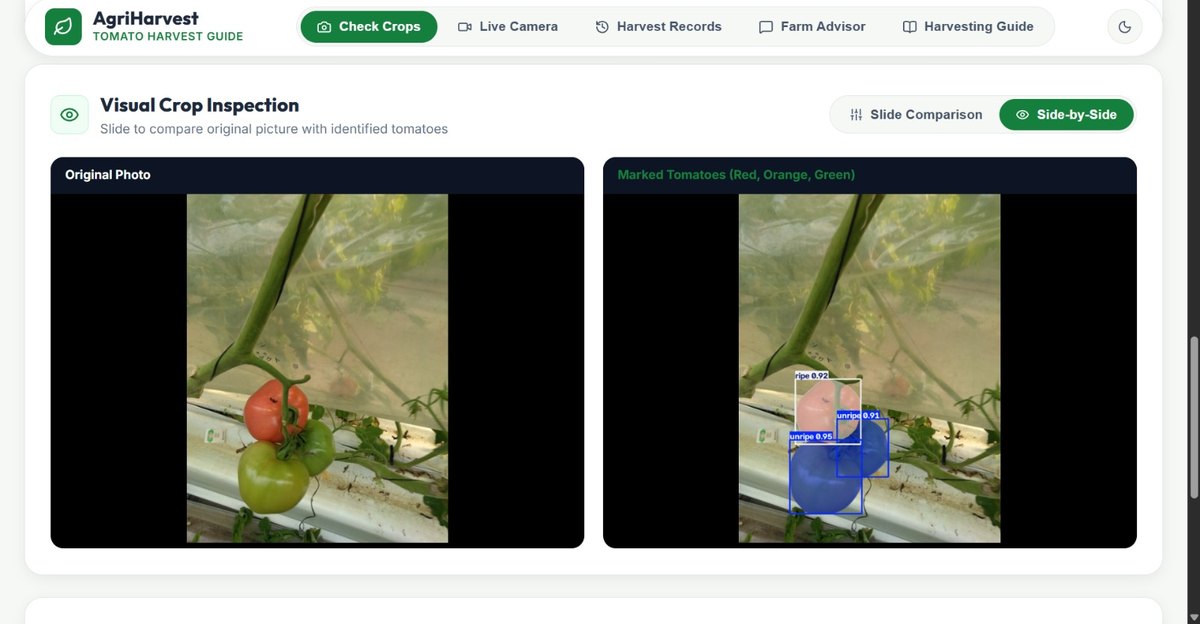 AgriHarvest
TOMATO HARVEST GUIDE
Check Crops
Live Camera
Harvest Records
Farm Advisor
Harvesting Guide
Visual Crop Inspection
Slide to compare original picture with identified tomatoes
Slide Comparison
Side-by-Side
Original Photo
Marked Tomatoes (Red, Orange, Green)
ripe 0.92
unripe 0.91
unripe 0.95